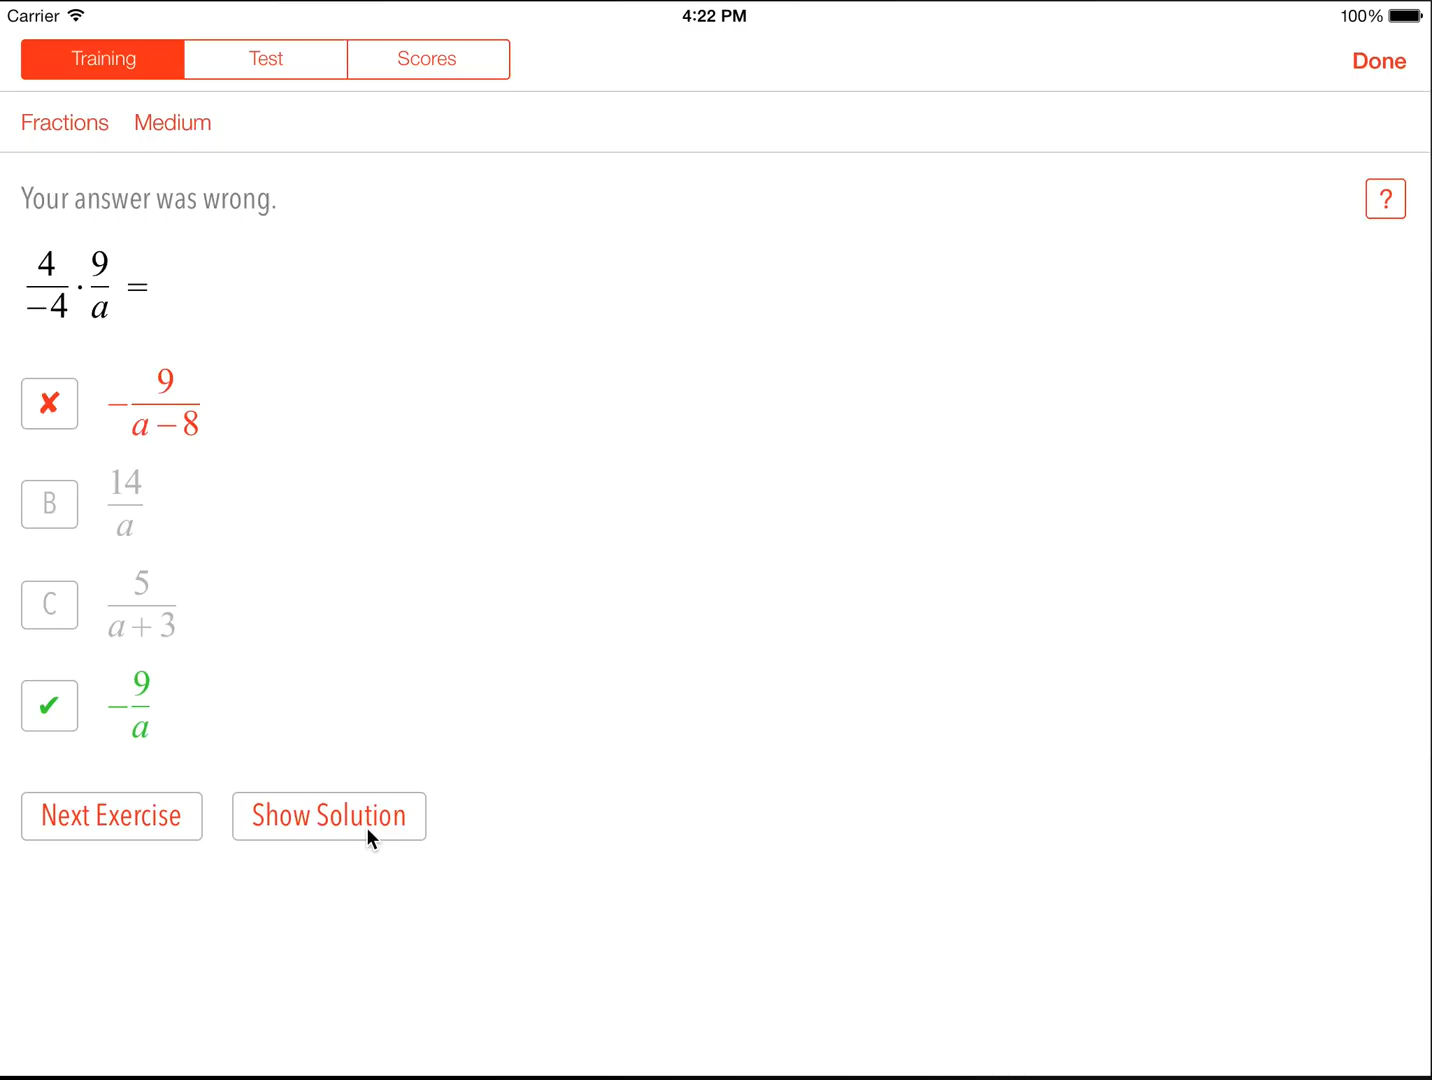 Carrier 4:22 PM 100%
Training Test Scores Done
Fractions Medium
Your answer was wrong.
?
4/−4 · 9/a =
✘ −9/(a − 8)
B 14/a
C 5/(a + 3)
✔ −9/a
Next Exercise Show Solution